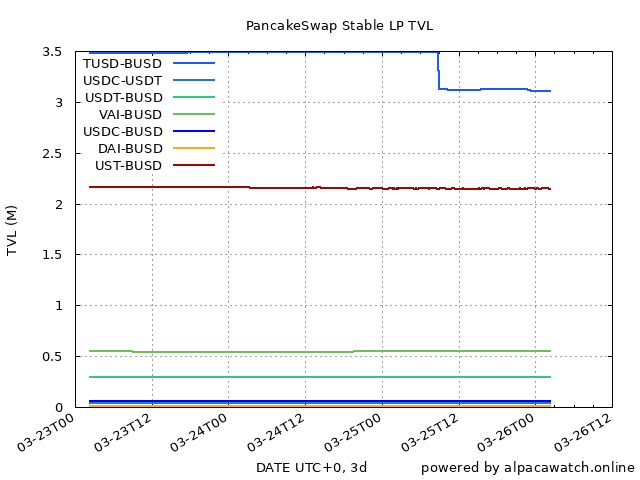 PancakeSwap Stable LP TVL
3.5
3
2.5
2
1.5
1
0.5
0
TVL (M)
TUSD-BUSD
USDC-USDT
USDT-BUSD
VAI-BUSD
USDC-BUSD
DAI-BUSD
UST-BUSD
03-23T00
03-23T12
03-24T00
03-24T12
03-25T00
03-25T12
03-26T00
03-26T12
DATE UTC+0, 3d
powered by alpacawatch.online